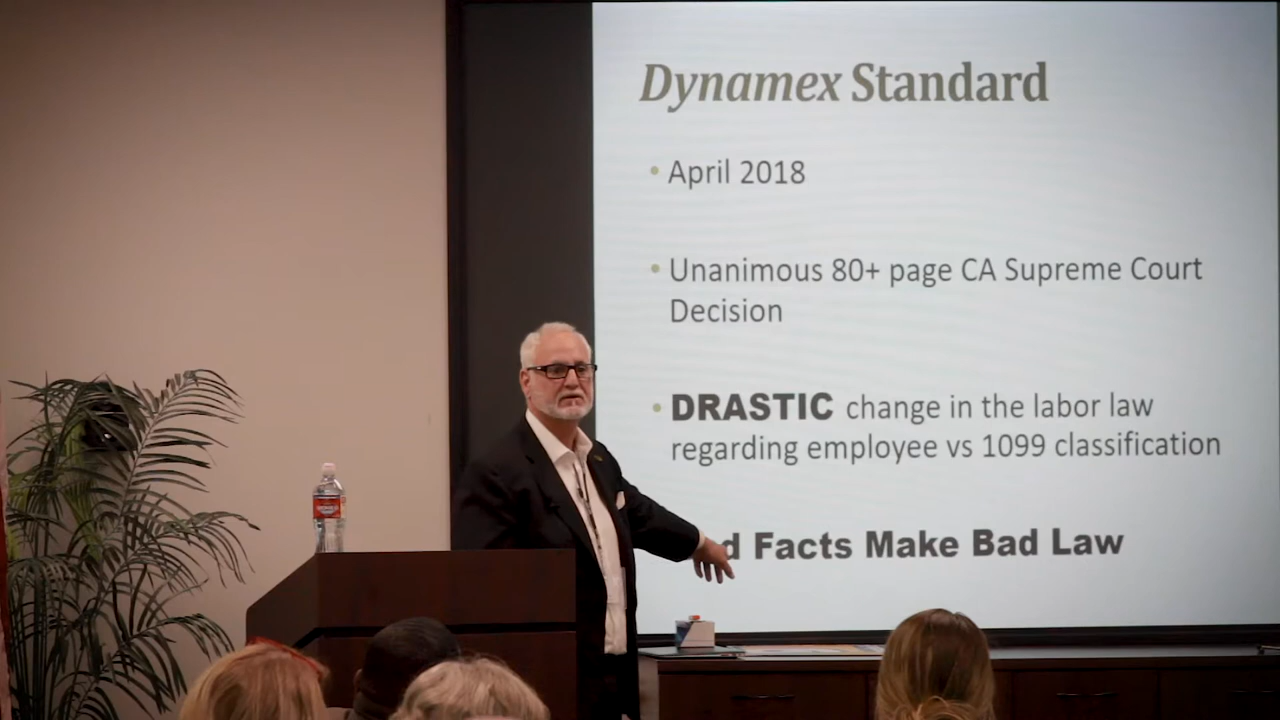 Dynamex Standard
• April 2018
• Unanimous 80+ page CA Supreme Court
Decision
• DRASTIC change in the labor law
regarding employee vs 1099 classification
d Facts Make Bad Law